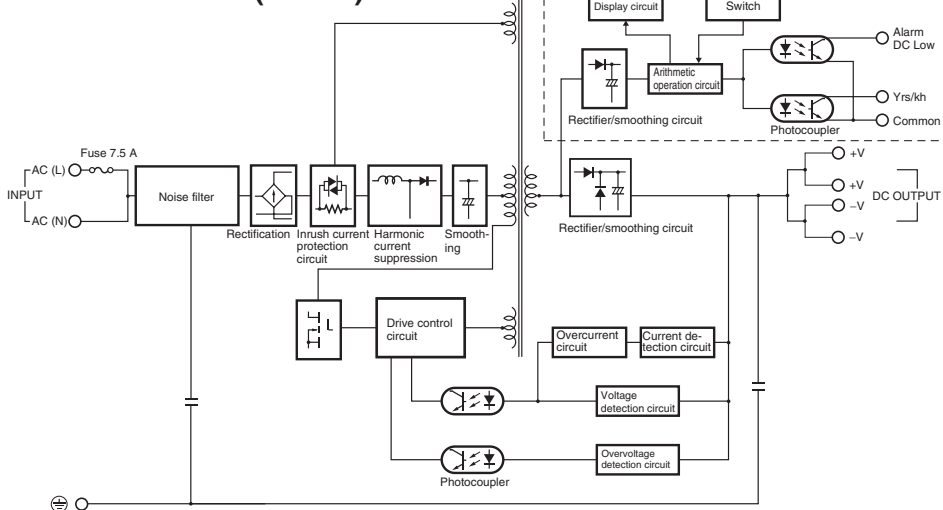 Display circuit
Switch
Alarm
DC Low
Arithmetic
operation circuit
Yrs/kh
Rectifier/smoothing circuit
Common
Photocoupler
Fuse 7.5 A
+V
AC (L)
INPUT
Noise filter
+V
DC OUTPUT
−V
AC (N)
Rectification
Inrush current
protection
circuit
Harmonic
current
suppression
Smooth-
ing
Rectifier/smoothing circuit
−V
Drive control
circuit
Overcurrent
circuit
Current de-
tection circuit
Voltage
detection circuit
Overvoltage
detection circuit
Photocoupler